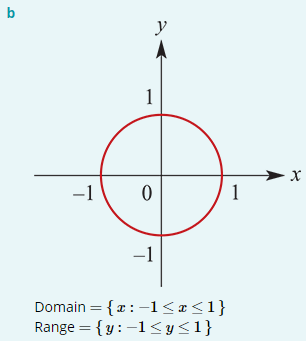 b
y
1
x
−1
0
1
−1
Domain = {x : −1 ≤ x ≤ 1}
Range = {y : −1 ≤ y ≤ 1}